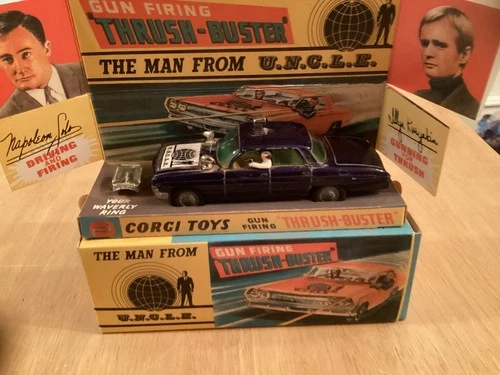 GUN FIRING
"THRUSH-BUSTER"
THE MAN FROM U.N.C.L.E.
Napoleon Solo
DRIVING
AND
FIRING
Illya Kuryakin
GUNNING
FOR
THRUSH
YOUR
WAVERLY
RING
CORGI TOYS GUN FIRING "THRUSH-BUSTER"
THE MAN FROM
U.N.C.L.E.
GUN FIRING
"THRUSH-BUSTER"